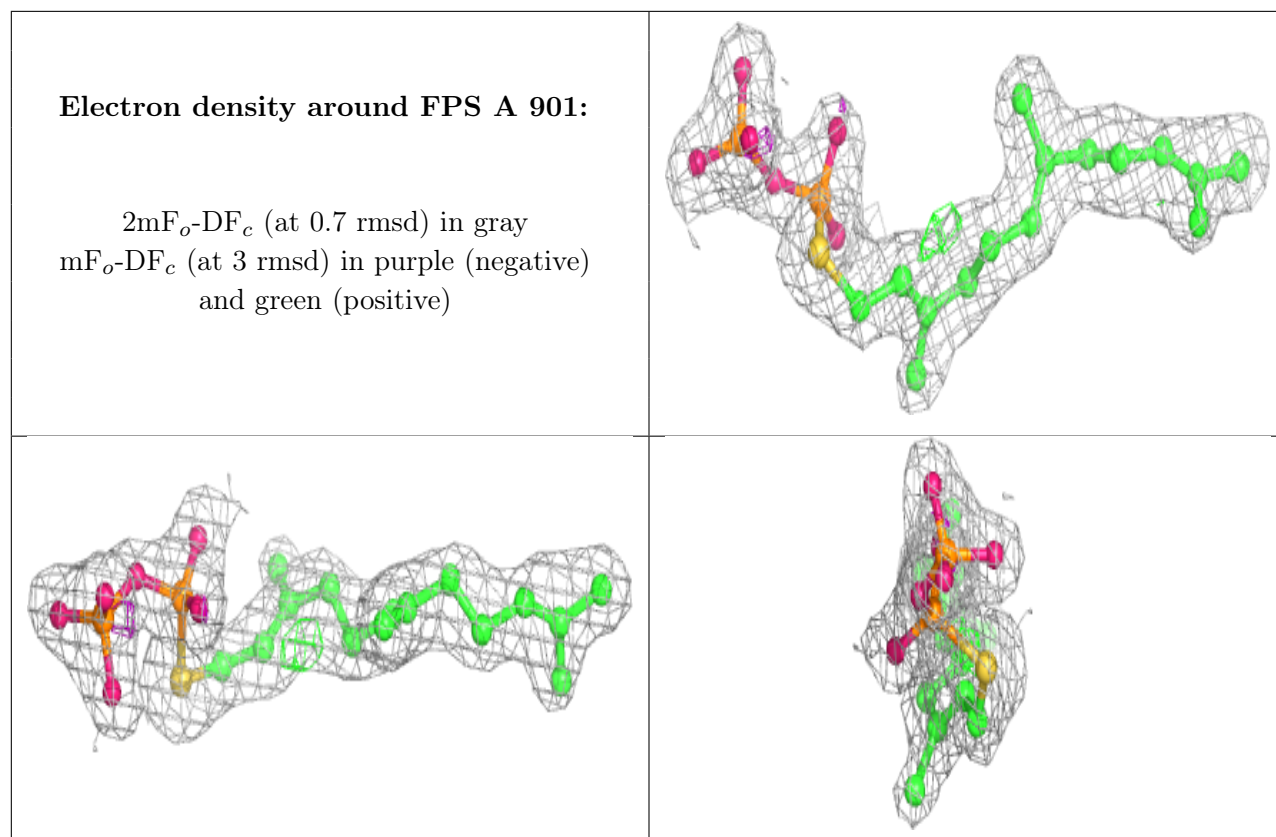 Electron density around FPS A 901:
2mFo-DFc (at 0.7 rmsd) in gray
mFo-DFc (at 3 rmsd) in purple (negative)
and green (positive)